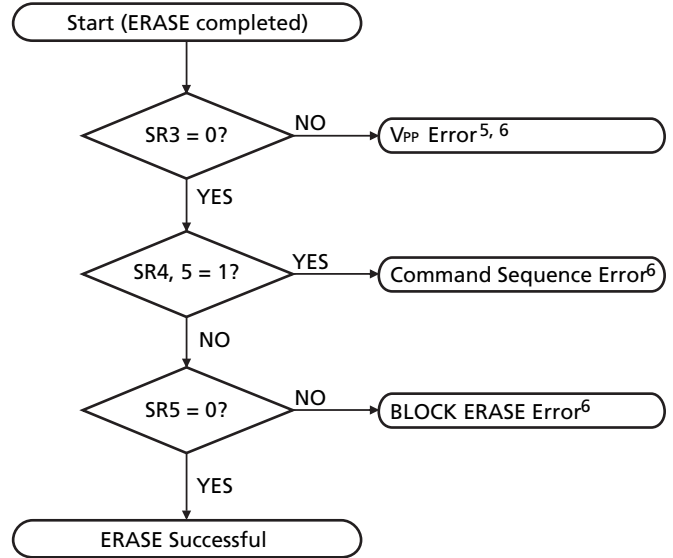 Start (ERASE completed)
SR3 = 0?
NO
VPP Error5, 6
YES
SR4, 5 = 1?
YES
Command Sequence Error6
NO
SR5 = 0?
NO
BLOCK ERASE Error6
YES
ERASE Successful